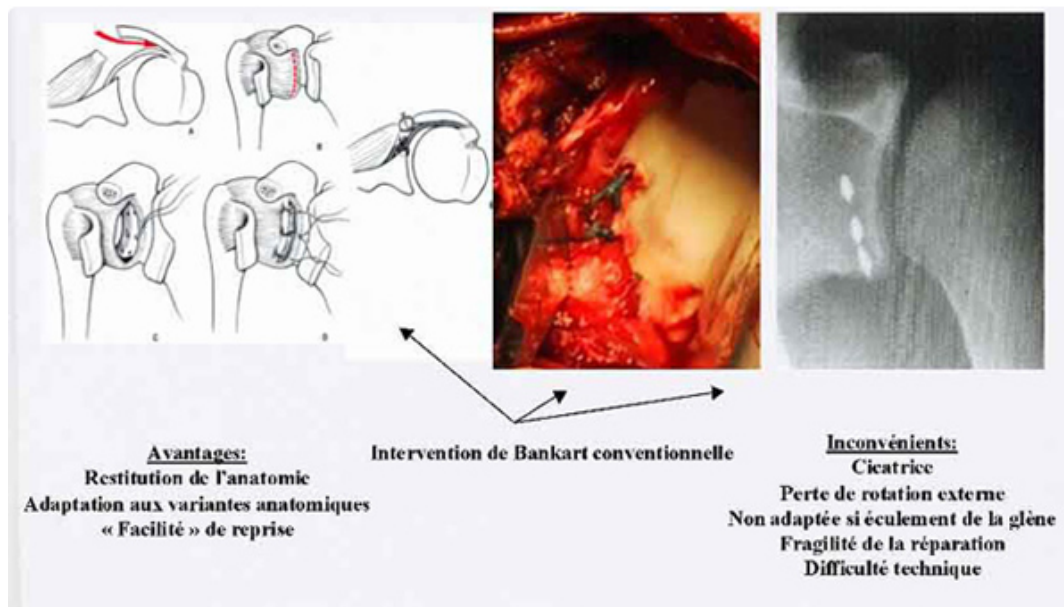 A
B
C
D
Intervention de Bankart conventionnelle
Avantages:
Restitution de l'anatomie
Adaptation aux variantes anatomiques
« Facilité » de reprise
Inconvénients:
Cicatrice
Perte de rotation externe
Non adaptée si éculement de la glène
Fragilité de la réparation
Difficulté technique